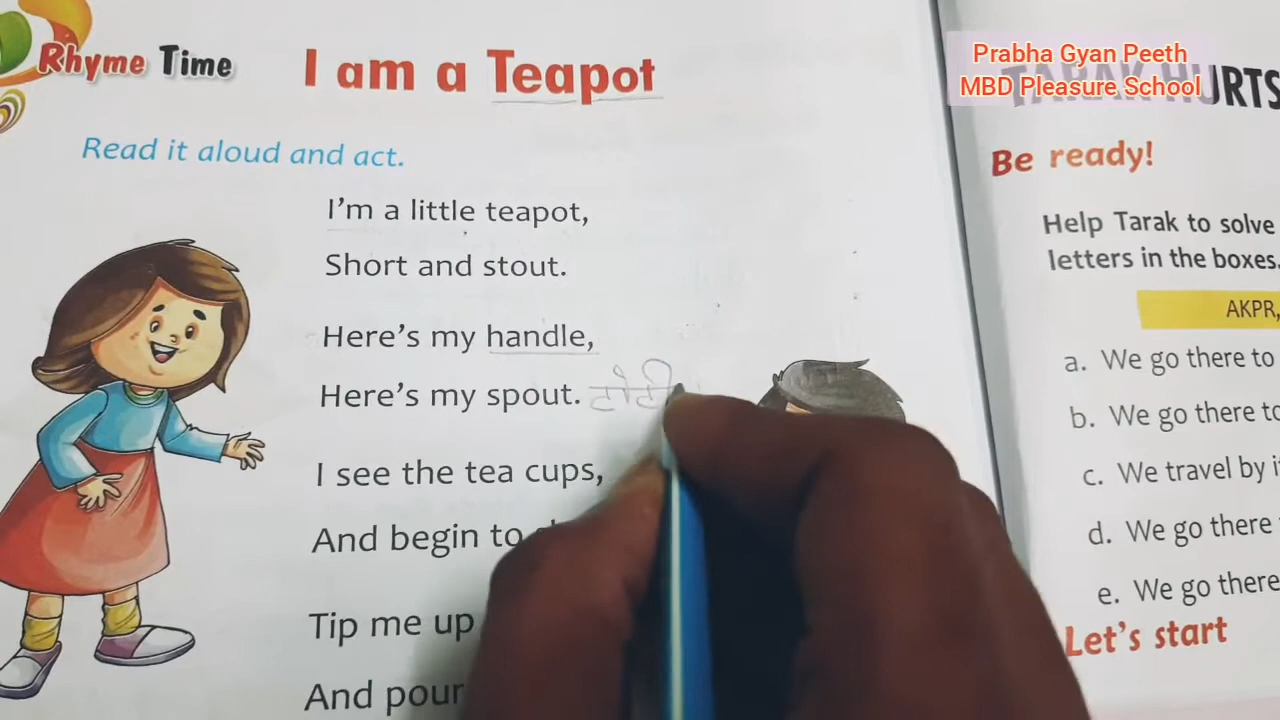 Rhyme Time
I am a Teapot
Read it aloud and act.
I'm a little teapot,
Short and stout.
Here's my handle,
Here's my spout. टोटी
I see the tea cups,
And begin to
Tip me up
And pour
Prabha Gyan Peeth
MBD Pleasure School
TARAK HURTS
Be ready!
Help Tarak to solve
letters in the boxes.
AKPR,
a. We go there to
b. We go there to
c. We travel by i
d. We go there
e. We go there
Let's start